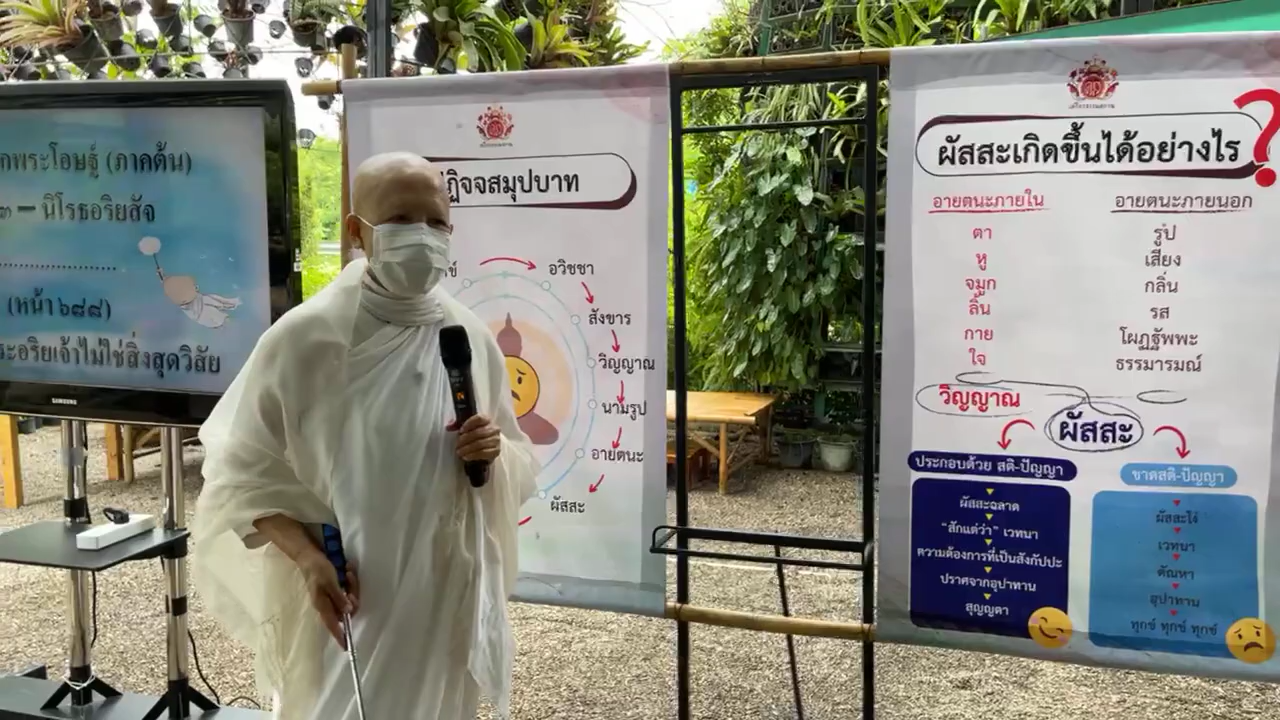 กพระโอษฐ์ (ภาคต้น)
๓ – นิโรธอริยสัจ
(หน้า ๖๘๘)
ระอริยเจ้าไม่ใช่สิ่งสุดวิสัย
SAMSUNG
ฏิจจสมุปบาท
อวิชชา
สังขาร
วิญญาณ
นามรูป
อายตนะ
ผัสสะ
ผัสสะเกิดขึ้นได้อย่างไร?
อายตนะภายใน อายตนะภายนอก
ตา รูป
หู เสียง
จมูก กลิ่น
ลิ้น รส
กาย โผฏฐัพพะ
ใจ ธรรมารมณ์
วิญญาณ
ผัสสะ
ประกอบด้วย สติ-ปัญญา
ผัสสะฉลาด
"สักแต่ว่า" เวทนา
ความต้องการที่เป็นสังกัปปะ
ปราศจากอุปาทาน
สุญญตา
ขาดสติ-ปัญญา
ผัสสะโง่
เวทนา
ตัณหา
อุปาทาน
ทุกข์ ทุกข์ ทุกข์